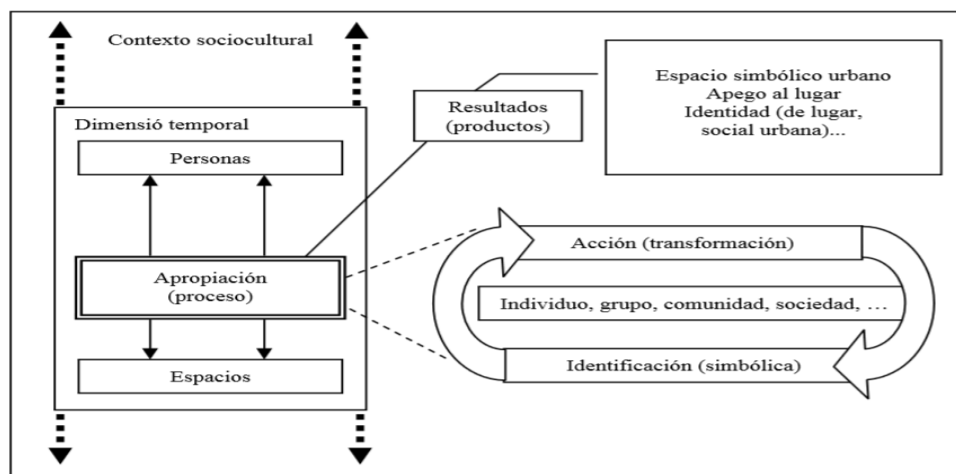 Contexto sociocultural
Dimensió temporal
Personas
Apropiación
(proceso)
Espacios
Resultados
(productos)
Espacio simbólico urbano
Apego al lugar
Identidad (de lugar,
social urbana)...
Acción (transformación)
Individuo, grupo, comunidad, sociedad, …
Identificación (simbólica)